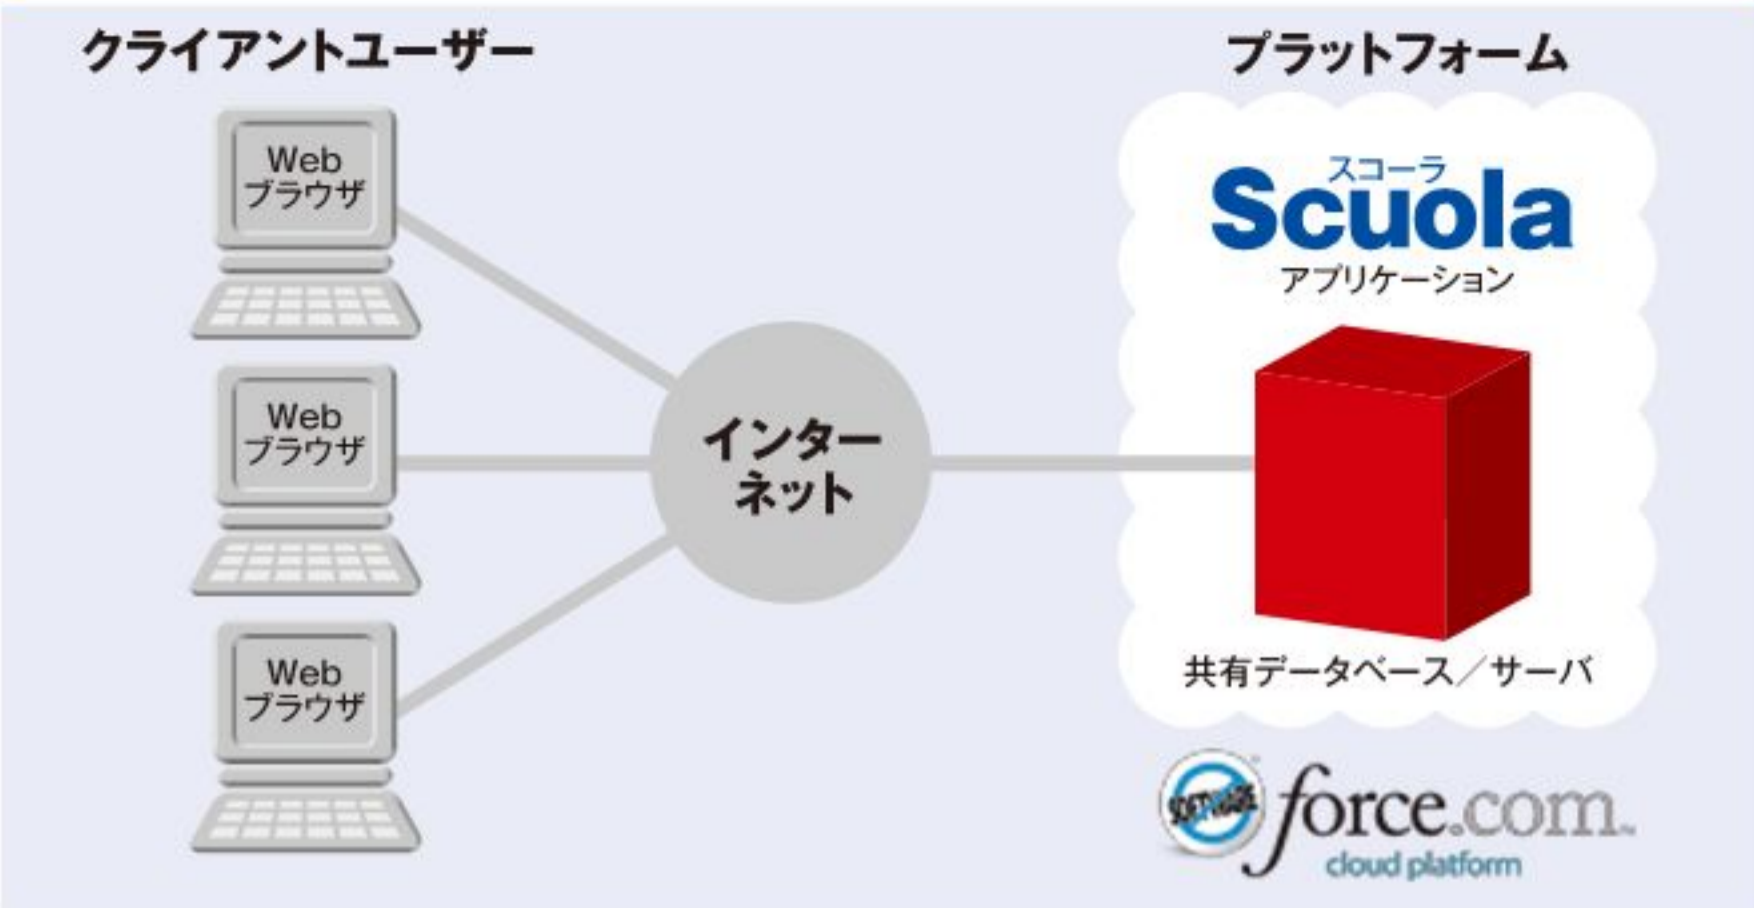 クライアントユーザー
プラットフォーム
Web
ブラウザ
Web
ブラウザ
Web
ブラウザ
インター
ネット
スコーラ
Scuola
アプリケーション
共有データベース／サーバ
SOFTWARE
force.com
cloud platform